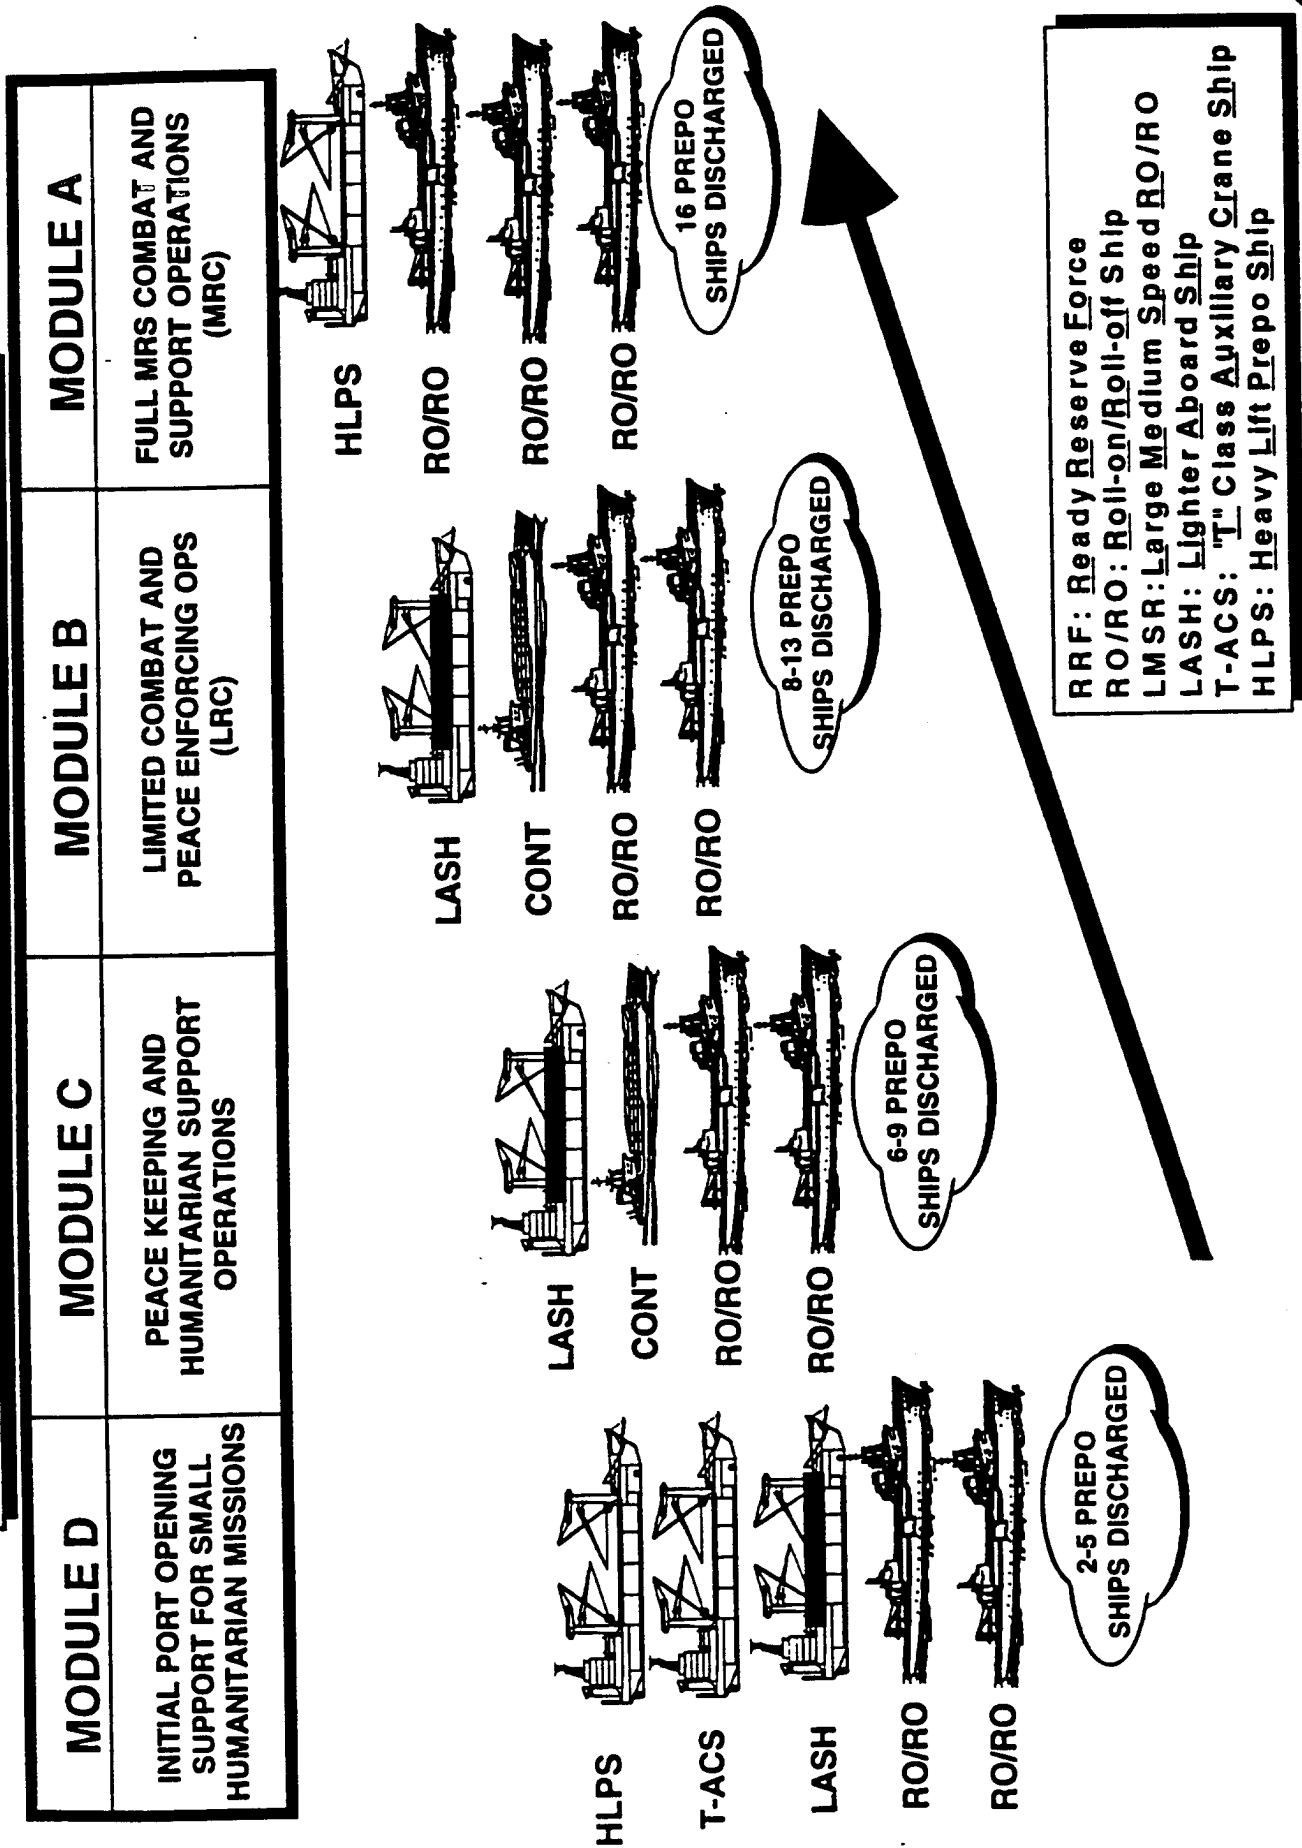 MODULE D
MODULE C
MODULE B
MODULE A
INITIAL PORT OPENING
SUPPORT FOR SMALL
HUMANITARIAN MISSIONS
PEACE KEEPING AND
HUMANITARIAN SUPPORT
OPERATIONS
LIMITED COMBAT AND
PEACE ENFORCING OPS
(LRC)
FULL MRS COMBAT AND
SUPPORT OPERATIONS
(MRC)
HLPS
T-ACS
LASH
RO/RO
RO/RO
2-5 PREPO
SHIPS DISCHARGED
LASH
CONT
RO/RO
RO/RO
6-9 PREPO
SHIPS DISCHARGED
LASH
CONT
RO/RO
RO/RO
8-13 PREPO
SHIPS DISCHARGED
HLPS
RO/RO
RO/RO
RO/RO
16 PREPO
SHIPS DISCHARGED
RRF: Ready Reserve Force
RO/RO: Roll-on/Roll-off Ship
LMSR: Large Medium Speed RO/RO
LASH: Lighter Aboard Ship
T-ACS: "T" Class Auxiliary Crane Ship
HLPS: Heavy Lift Prepo Ship